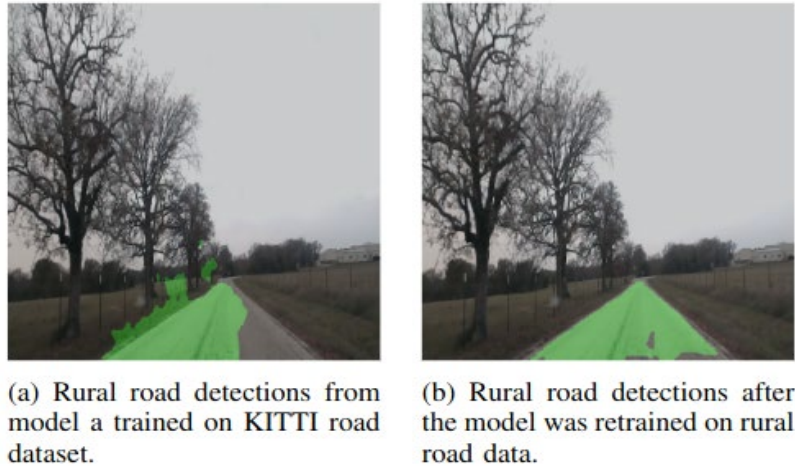 (a) Rural road detections from
model a trained on KITTI road
dataset.
(b) Rural road detections after
the model was retrained on rural
road data.